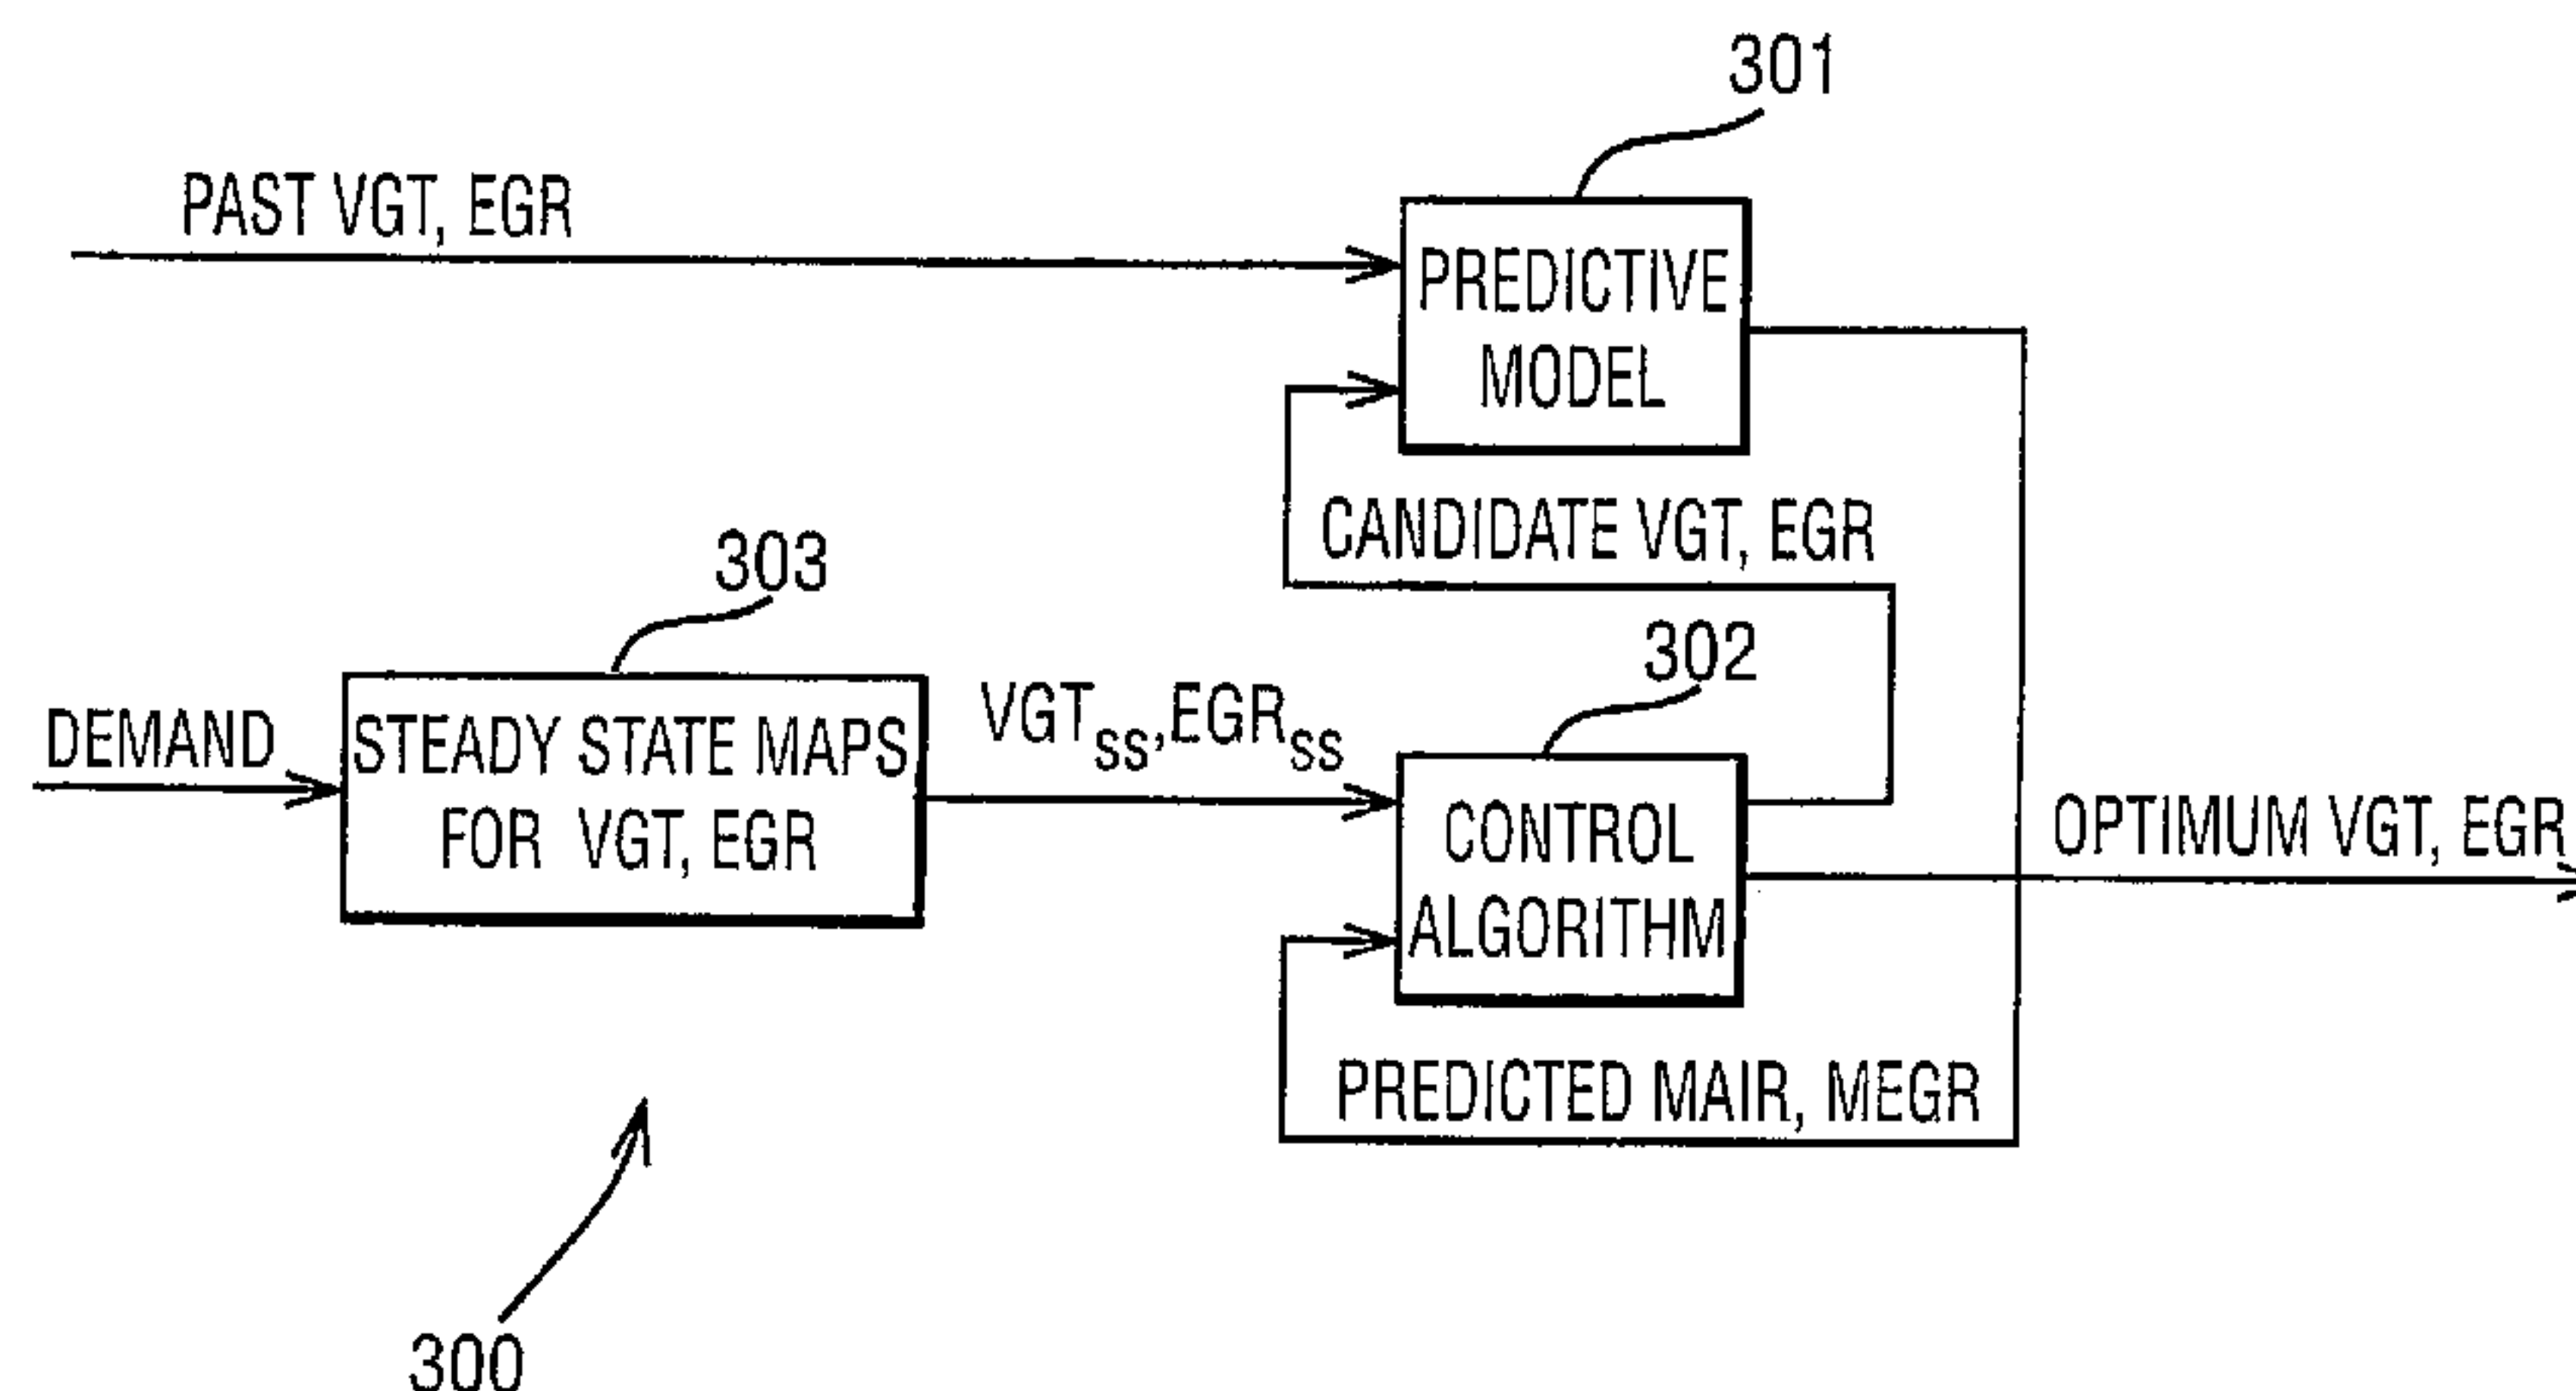 301
PAST VGT, EGR
PREDICTIVE
MODEL
CANDIDATE VGT, EGR
303
302
DEMAND
STEADY STATE MAPS
FOR VGT, EGR
VGTss, EGRss
CONTROL
ALGORITHM
OPTIMUM VGT, EGR
PREDICTED MAIR, MEGR
300